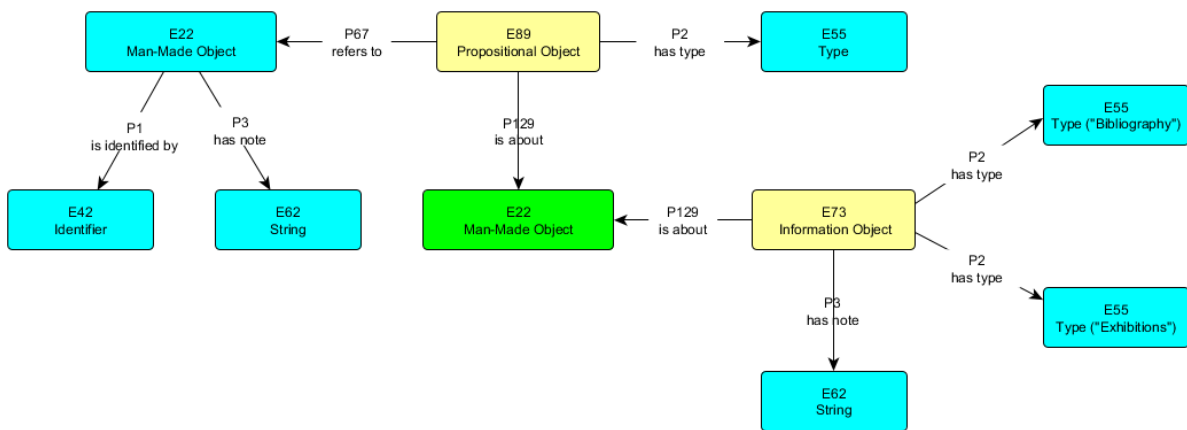 E22
Man-Made Object
P67
refers to
E89
Propositional Object
P2
has type
E55
Type
P1
is identified by
P3
has note
P129
is about
E55
Type ("Bibliography")
P2
has type
E42
Identifier
E62
String
E22
Man-Made Object
P129
is about
E73
Information Object
P2
has type
P3
has note
E55
Type ("Exhibitions")
E62
String